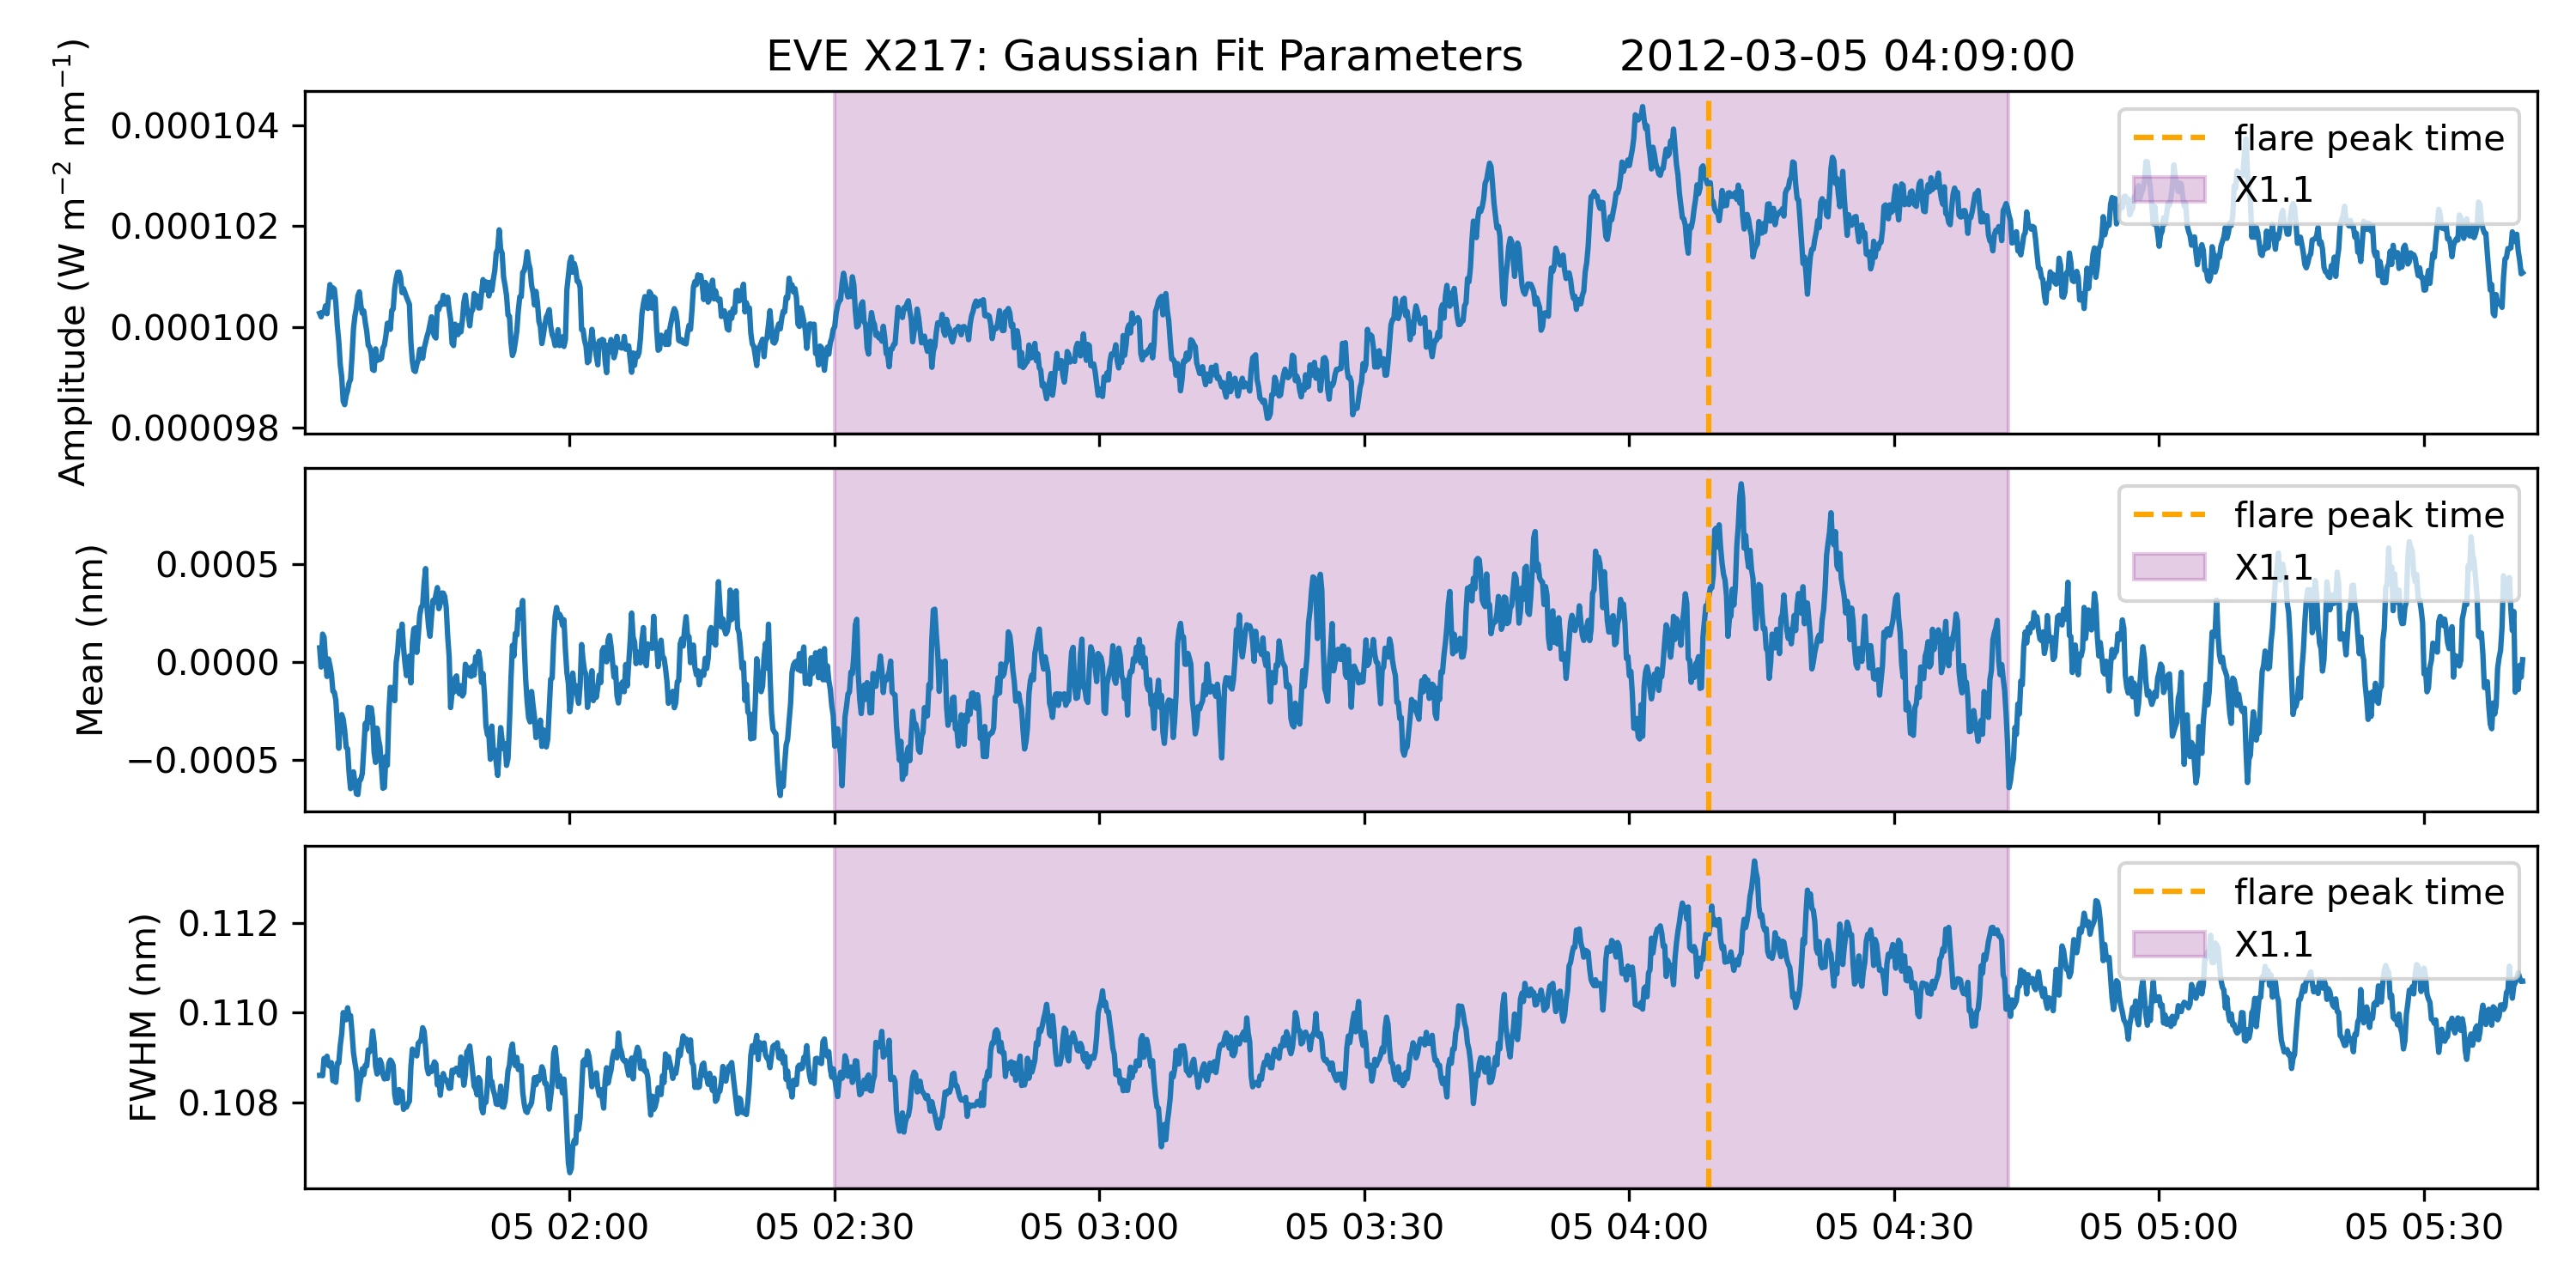 EVE X217: Gaussian Fit Parameters 2012-03-05 04:09:00
Amplitude (W m⁻² nm⁻¹)
0.000104
0.000102
0.000100
0.000098
flare peak time
X1.1
Mean (nm)
0.0005
0.0000
−0.0005
flare peak time
X1.1
FWHM (nm)
0.112
0.110
0.108
flare peak time
X1.1
05 02:00 05 02:30 05 03:00 05 03:30 05 04:00 05 04:30 05 05:00 05 05:30